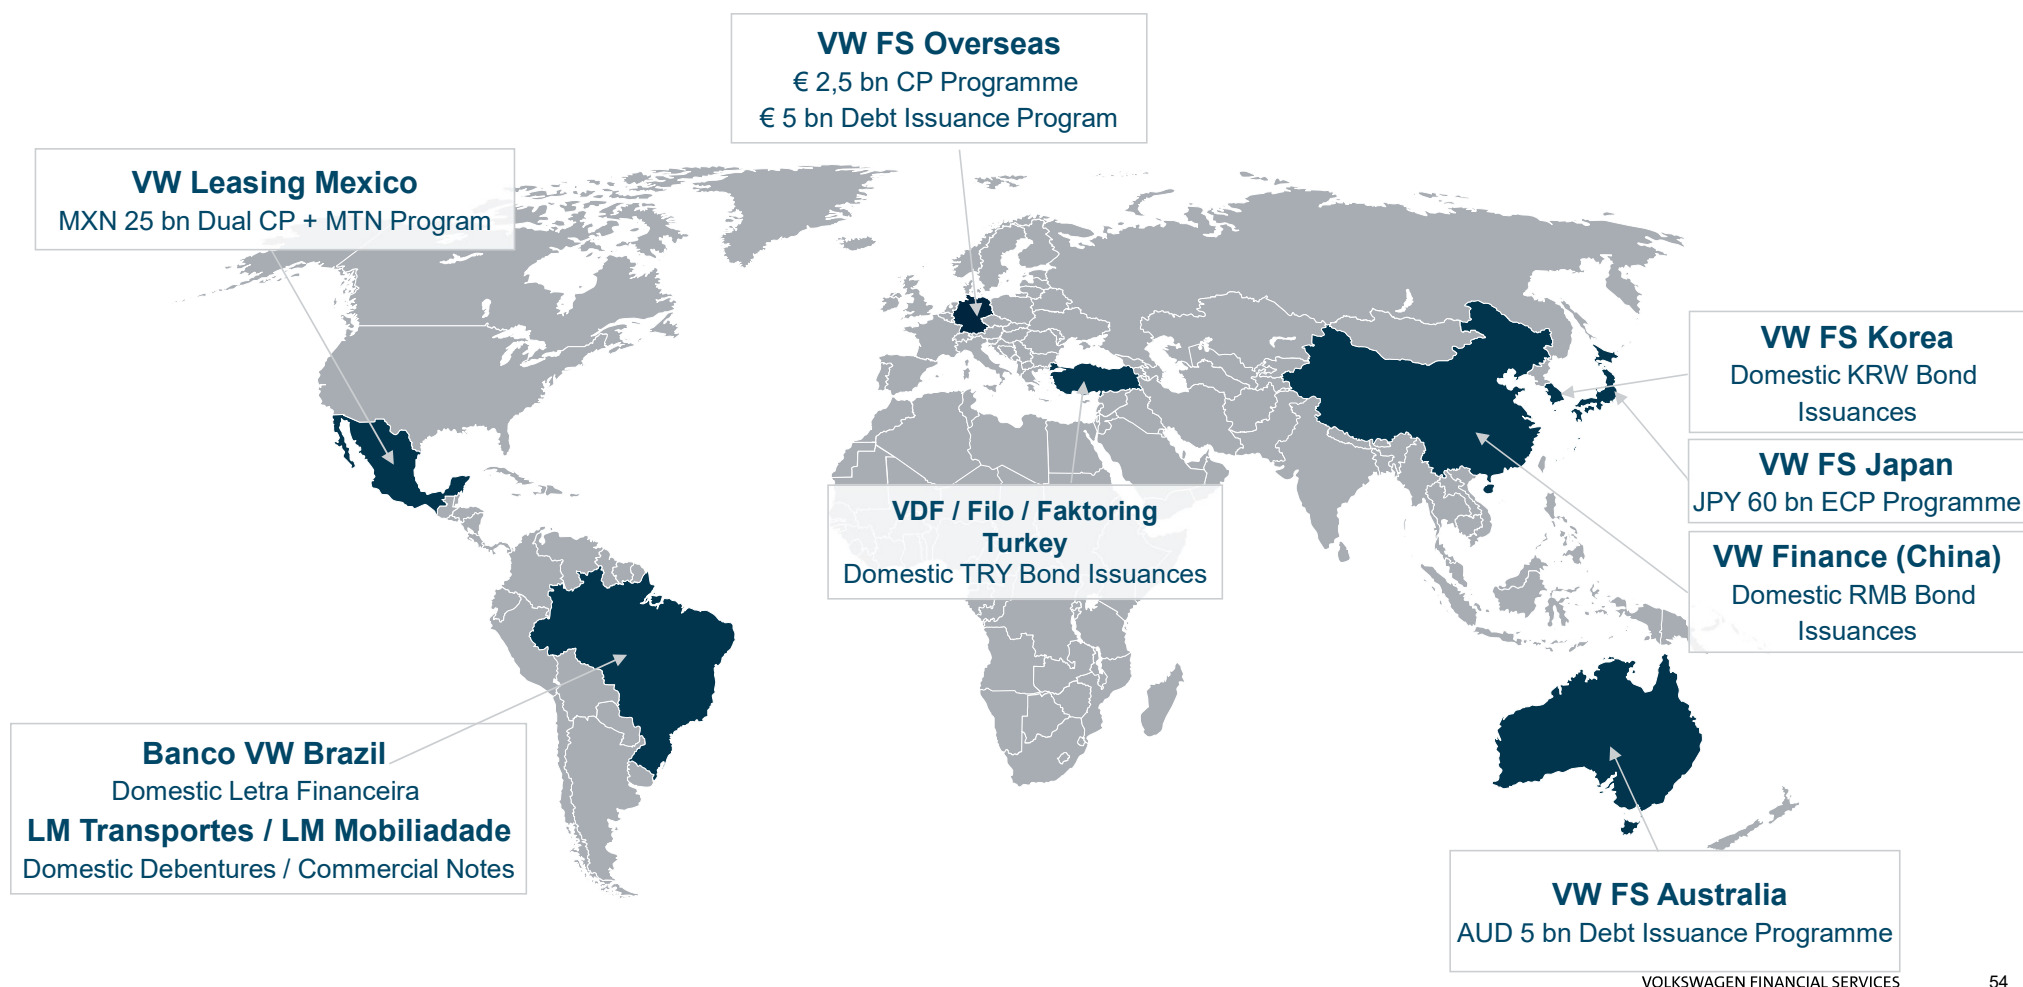 VW FS Overseas
€ 2,5 bn CP Programme
€ 5 bn Debt Issuance Program
VW Leasing Mexico
MXN 25 bn Dual CP + MTN Program
VW FS Korea
Domestic KRW Bond
Issuances
VW FS Japan
JPY 60 bn ECP Programme
VW Finance (China)
Domestic RMB Bond
Issuances
VDF / Filo / Faktoring
Turkey
Domestic TRY Bond Issuances
Banco VW Brazil
Domestic Letra Financeira
LM Transportes / LM Mobiliadade
Domestic Debentures / Commercial Notes
VW FS Australia
AUD 5 bn Debt Issuance Programme
VOLKSWAGEN FINANCIAL SERVICES 54